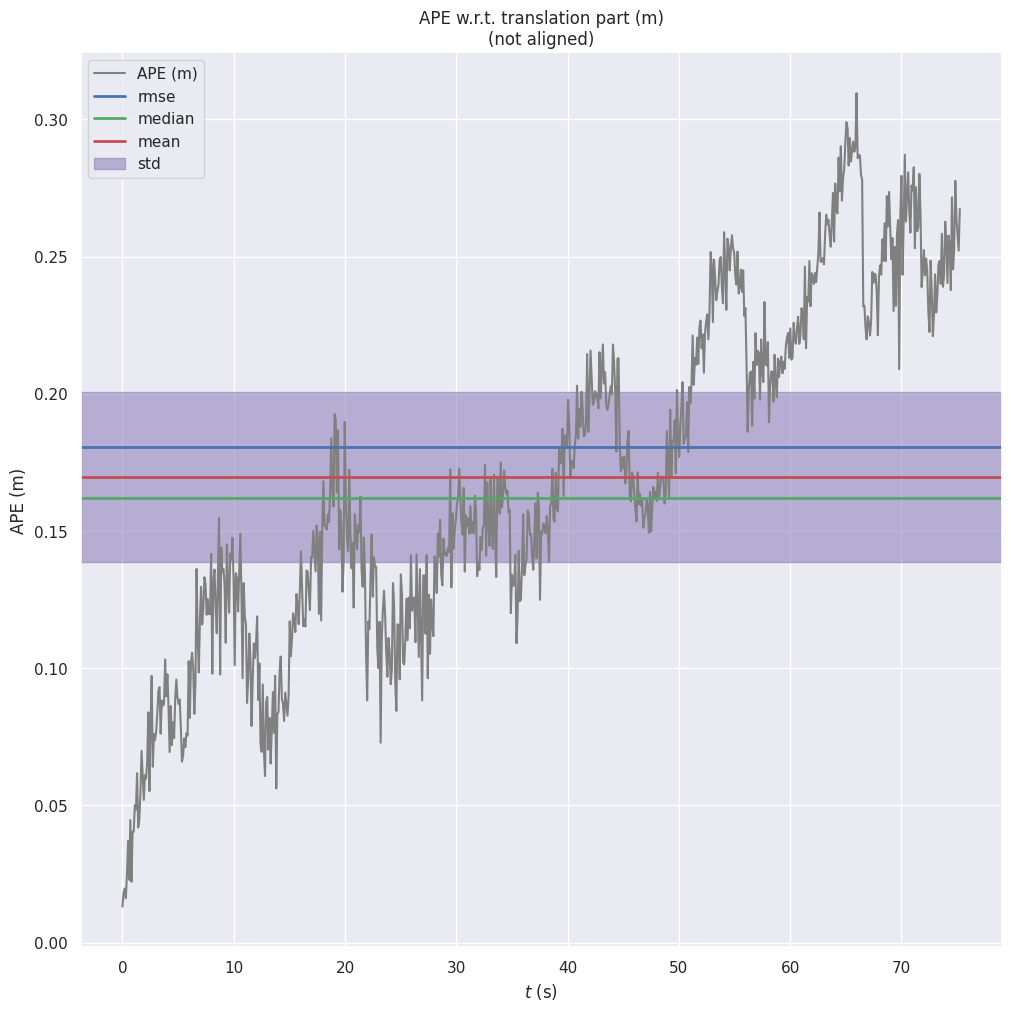 APE w.r.t. translation part (m)
(not aligned)
APE (m)
rmse
median
mean
std
APE (m)
0.30
0.25
0.20
0.15
0.10
0.05
0.00
0 10 20 30 40 50 60 70
t (s)